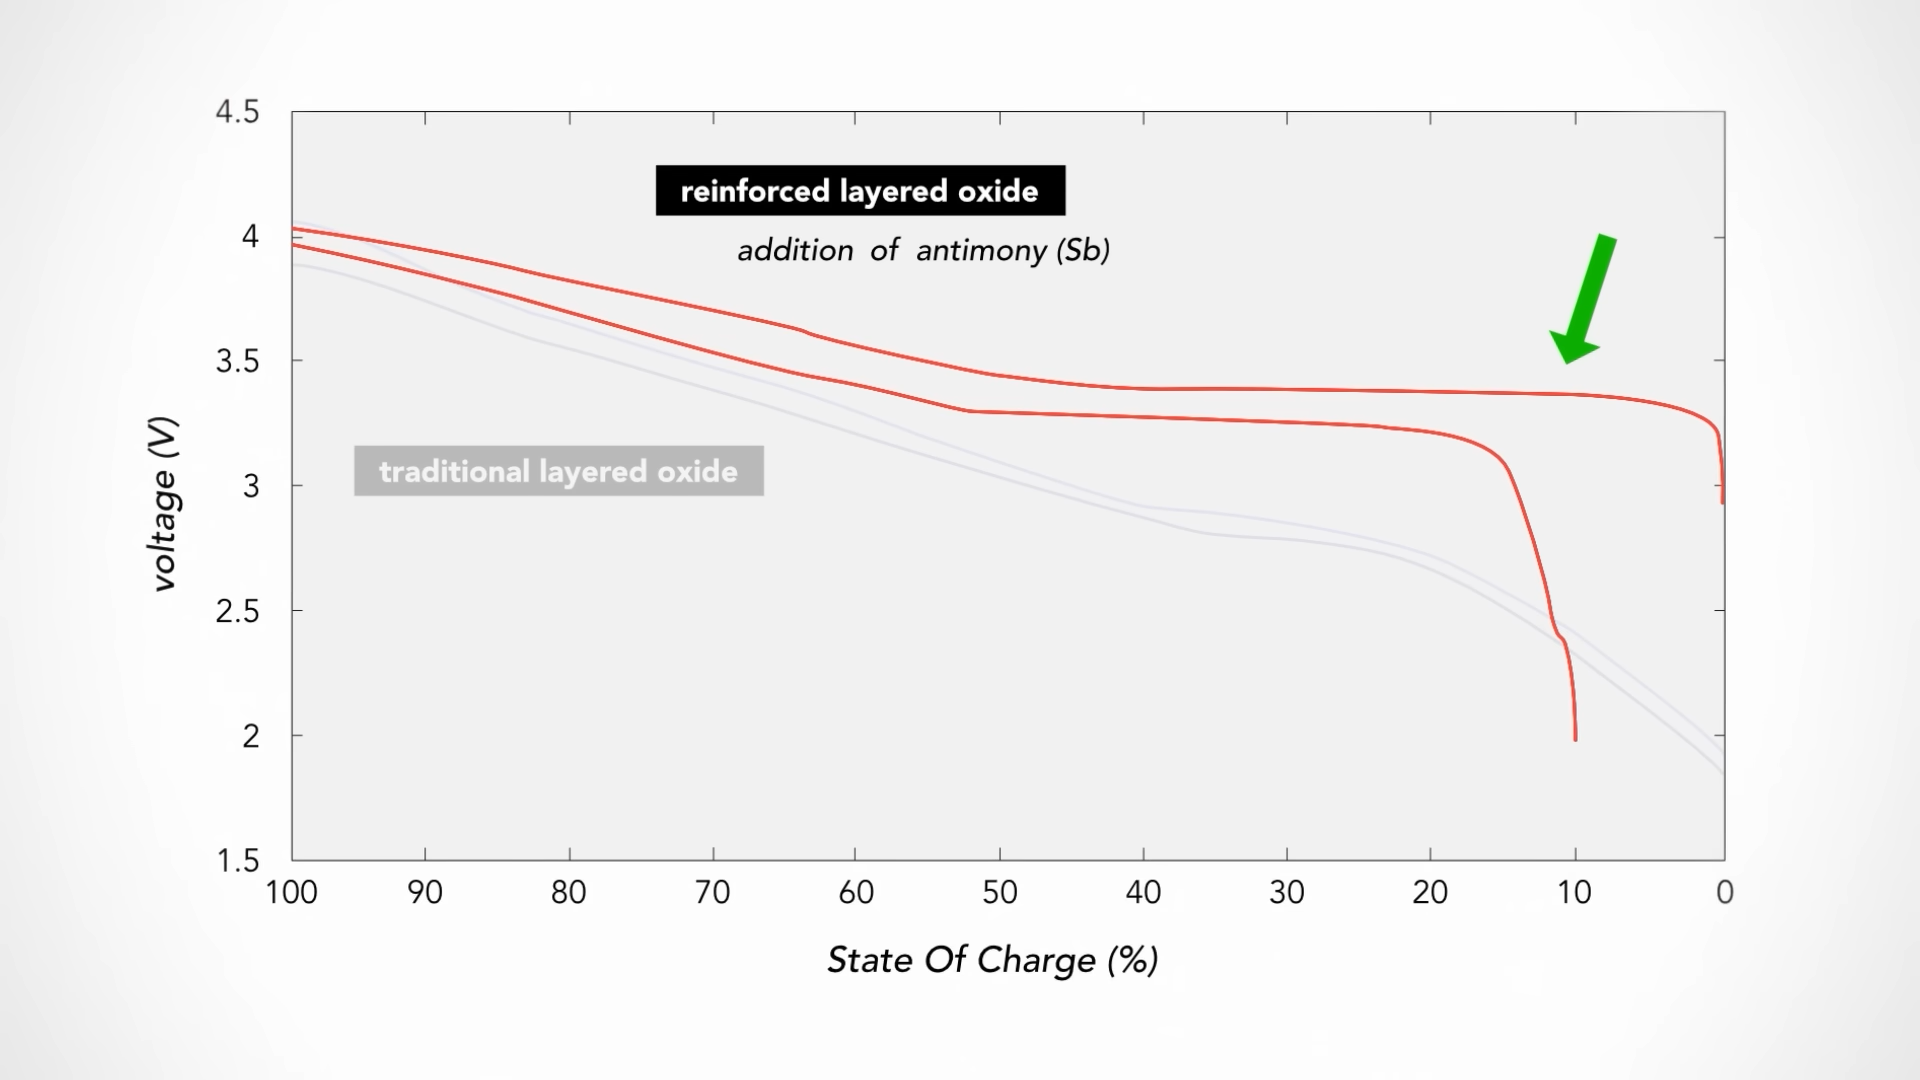 4.5
reinforced layered oxide
addition of antimony (Sb)
4
3.5
traditional layered oxide
3
voltage (V)
2.5
2
1.5
100 90 80 70 60 50 40 30 20 10 0
State Of Charge (%)